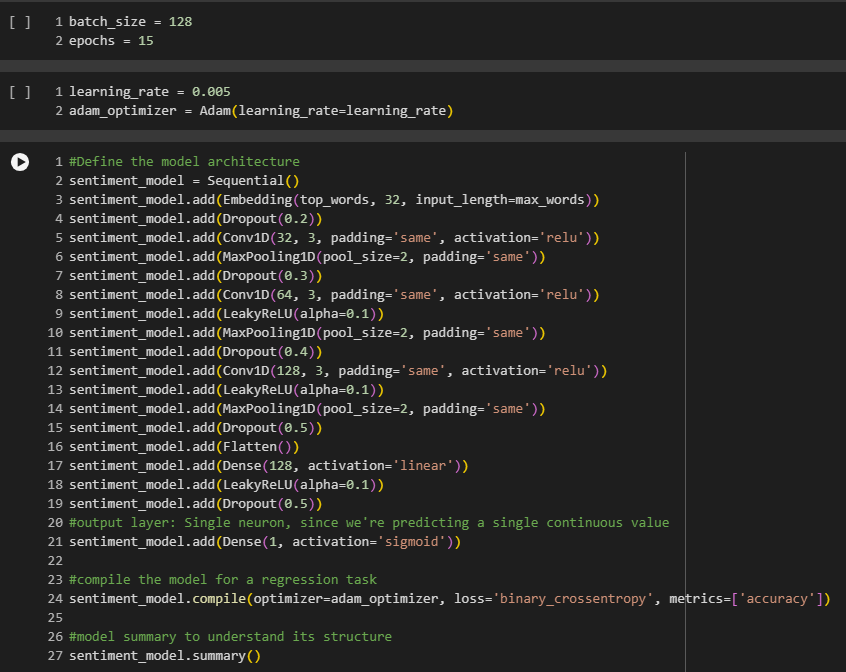 [ ] 1 batch_size = 128
2 epochs = 15
[ ] 1 learning_rate = 0.005
2 adam_optimizer = Adam(learning_rate=learning_rate)
1 #Define the model architecture
2 sentiment_model = Sequential()
3 sentiment_model.add(Embedding(top_words, 32, input_length=max_words))
4 sentiment_model.add(Dropout(0.2))
5 sentiment_model.add(Conv1D(32, 3, padding='same', activation='relu'))
6 sentiment_model.add(MaxPooling1D(pool_size=2, padding='same'))
7 sentiment_model.add(Dropout(0.3))
8 sentiment_model.add(Conv1D(64, 3, padding='same', activation='relu'))
9 sentiment_model.add(LeakyReLU(alpha=0.1))
10 sentiment_model.add(MaxPooling1D(pool_size=2, padding='same'))
11 sentiment_model.add(Dropout(0.4))
12 sentiment_model.add(Conv1D(128, 3, padding='same', activation='relu'))
13 sentiment_model.add(LeakyReLU(alpha=0.1))
14 sentiment_model.add(MaxPooling1D(pool_size=2, padding='same'))
15 sentiment_model.add(Dropout(0.5))
16 sentiment_model.add(Flatten())
17 sentiment_model.add(Dense(128, activation='linear'))
18 sentiment_model.add(LeakyReLU(alpha=0.1))
19 sentiment_model.add(Dropout(0.5))
20 #output layer: Single neuron, since we're predicting a single continuous value
21 sentiment_model.add(Dense(1, activation='sigmoid'))
22
23 #compile the model for a regression task
24 sentiment_model.compile(optimizer=adam_optimizer, loss='binary_crossentropy', metrics=['accuracy'])
25
26 #model summary to understand its structure
27 sentiment_model.summary()